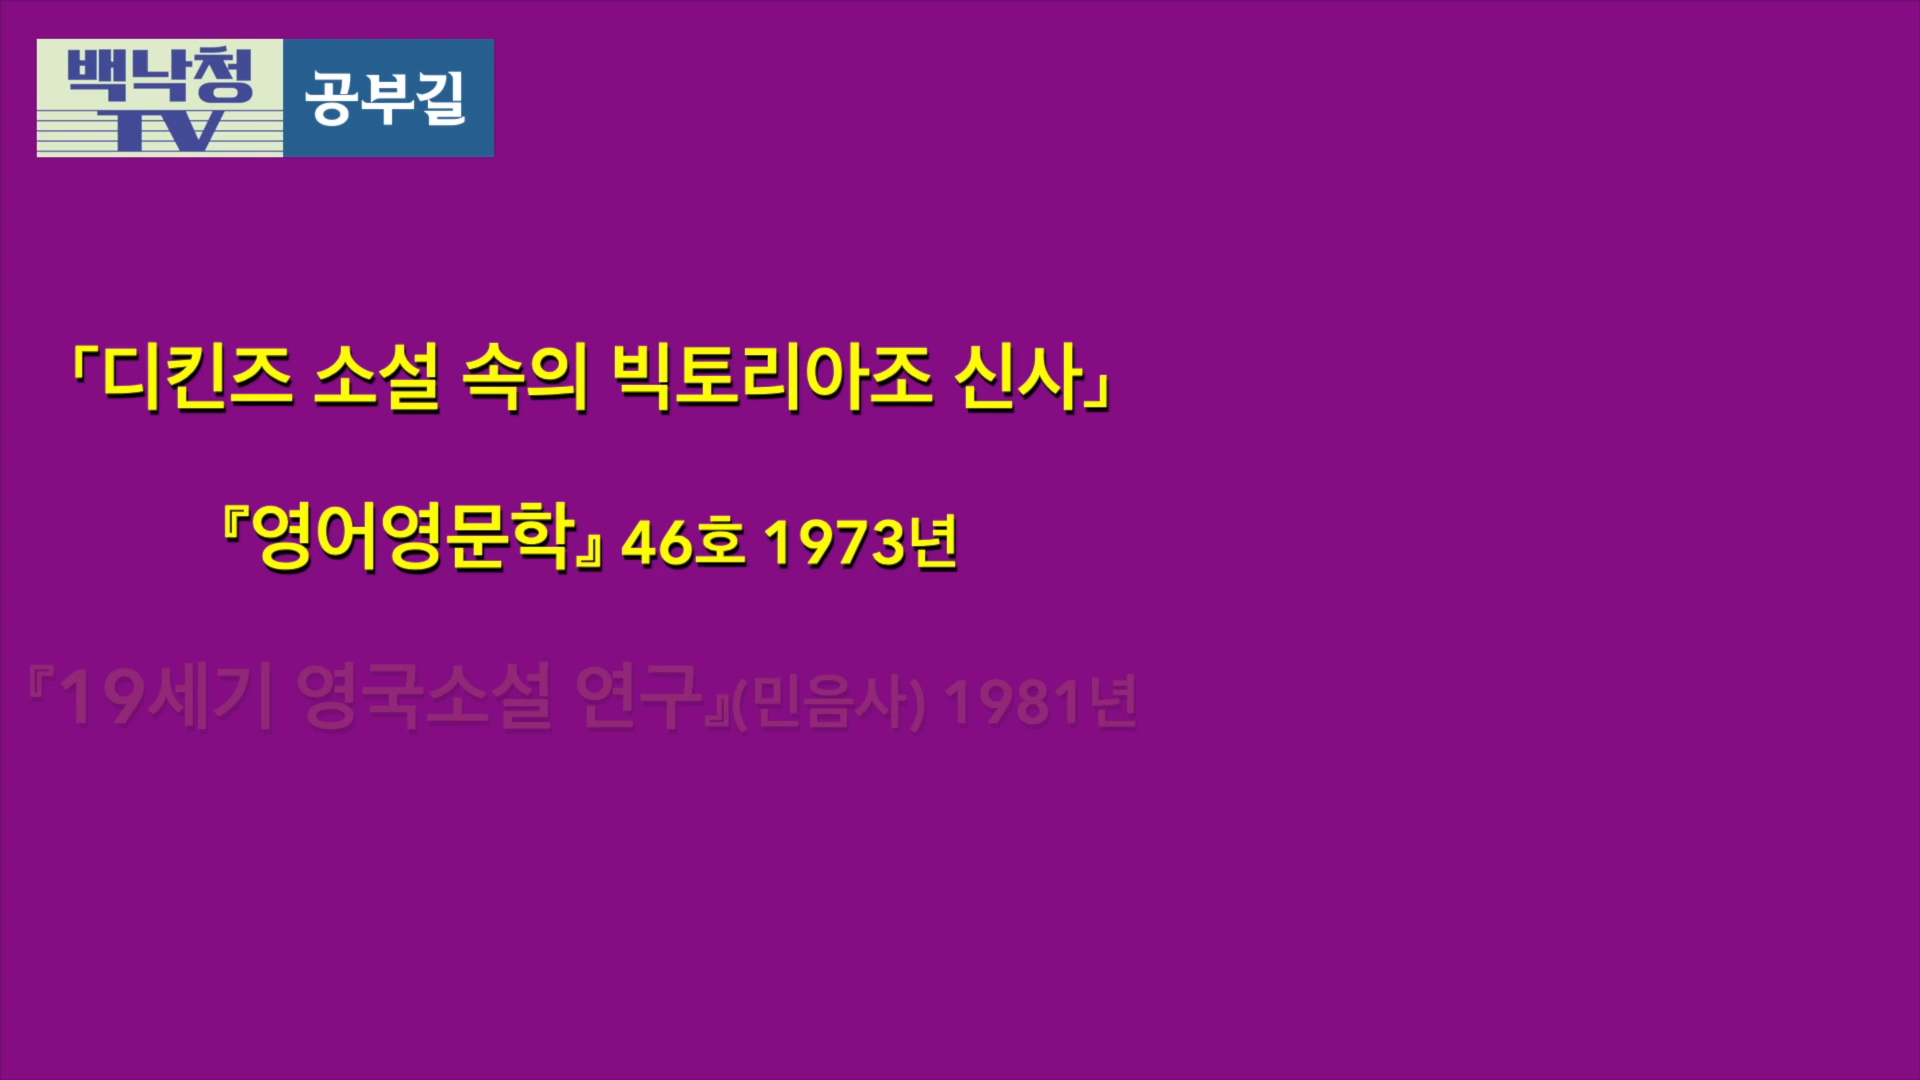 백낙청
TV
공부길
「디킨즈 소설 속의 빅토리아조 신사」
『영어영문학』 46호 1973년
『19세기 영국소설 연구』(민음사) 1981년